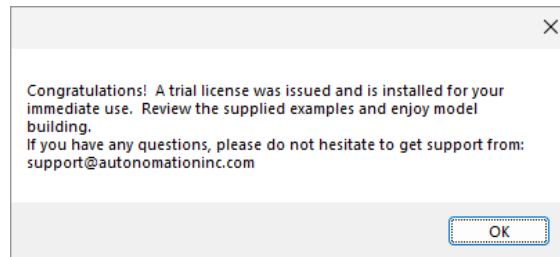 Congratulations!  A trial license was issued and is installed for your
immediate use.  Review the supplied examples and enjoy model
building.
If you have any questions, please do not hesitate to get support from:
support@autonomationinc.com
OK